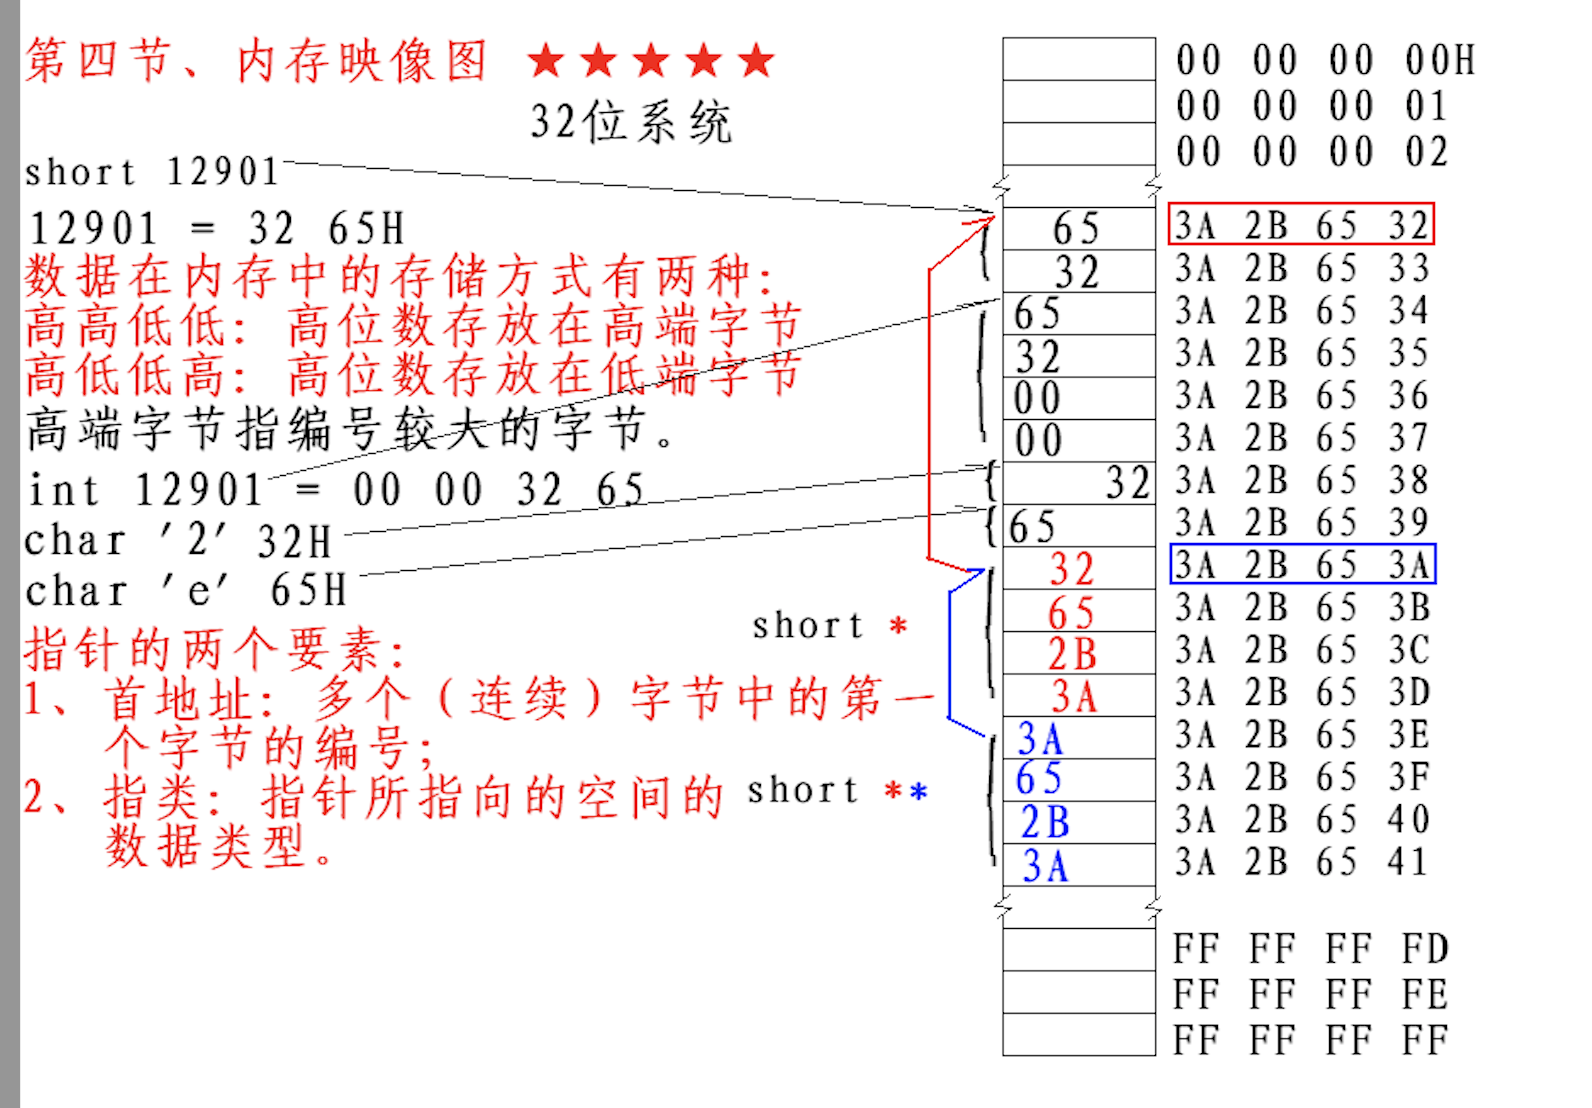 第四节、内存映像图 ★★★★★
32位系统
short 12901
12901 = 32 65H
数据在内存中的存储方式有两种：
高高低低：高位数存放在高端字节
高低低高：高位数存放在低端字节
高端字节指编号较大的字节。
int 12901 = 00 00 32 65
char '2' 32H
char 'e' 65H
指针的两个要素：
1、首地址：多个（连续）字节中的第一
个字节的编号；
2、指类：指针所指向的空间的
数据类型。
short *
short **
00 00 00 00H
00 00 00 01
00 00 00 02
65 3A 2B 65 32
32 3A 2B 65 33
65 3A 2B 65 34
32 3A 2B 65 35
00 3A 2B 65 36
00 3A 2B 65 37
32 3A 2B 65 38
65 3A 2B 65 39
32 3A 2B 65 3A
65 3A 2B 65 3B
2B 3A 2B 65 3C
3A 3A 2B 65 3D
3A 3A 2B 65 3E
65 3A 2B 65 3F
2B 3A 2B 65 40
3A 3A 2B 65 41
FF FF FF FD
FF FF FF FE
FF FF FF FF